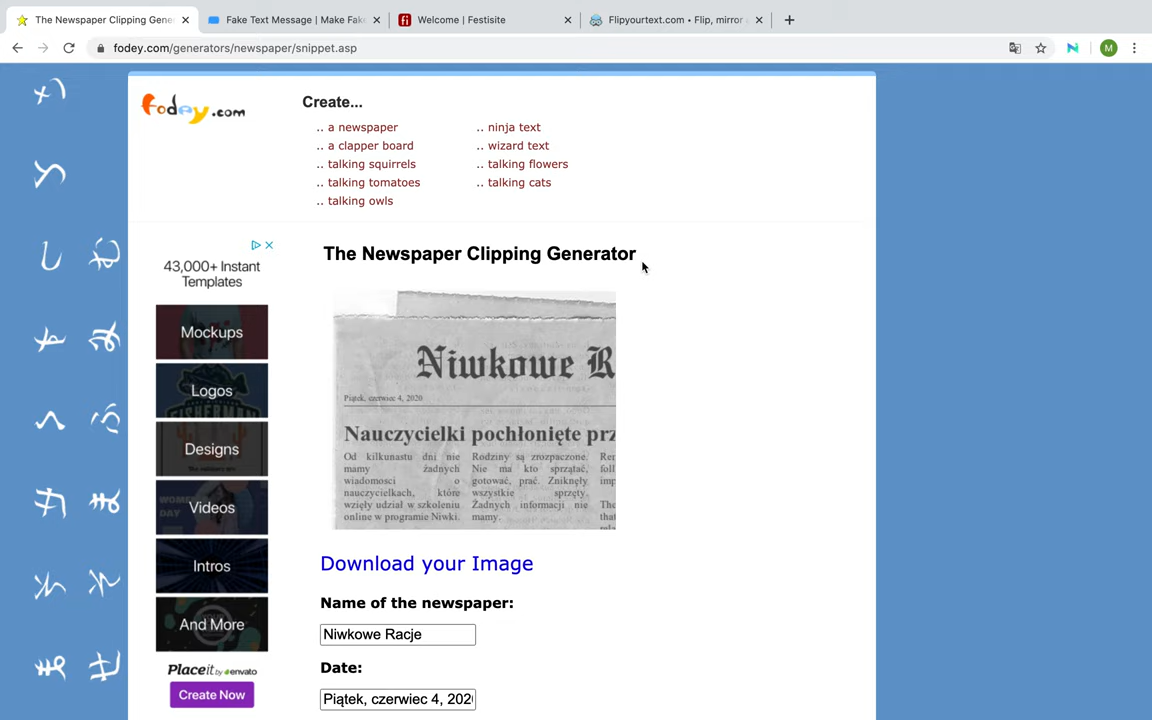 The Newspaper Clipping Gene
Fake Text Message | Make Fak
Welcome | Festisite
Flipyourtext.com • Flip, mirror
fodey.com/generators/newspaper/snippet.asp
M
fodey.com
Create...
.. a newspaper
.. ninja text
.. a clapper board
.. wizard text
.. talking squirrels
.. talking flowers
.. talking tomatoes
.. talking cats
.. talking owls
43,000+ Instant
Templates
Mockups
Logos
Designs
Videos
Intros
And More
Placeit by envato
Create Now
The Newspaper Clipping Generator
Niwkowe R
Piątek, czerwiec 4, 2020
Nauczycielki pochłonięte prz
Od kilkunastu dni nie
mamy żadnych
wiadomosci o
nauczycielkach, które
wzięły udział w szkoleniu
online w programie Niwki.
Rodziny są zrozpaczone.
Nie ma kto sprzątać,
gotować, prać. Zniknęły
wszystkie sprzęty.
Żadnych informacji nie
mamy.
Download your Image
Name of the newspaper:
Niwkowe Racje
Date:
Piątek, czerwiec 4, 202